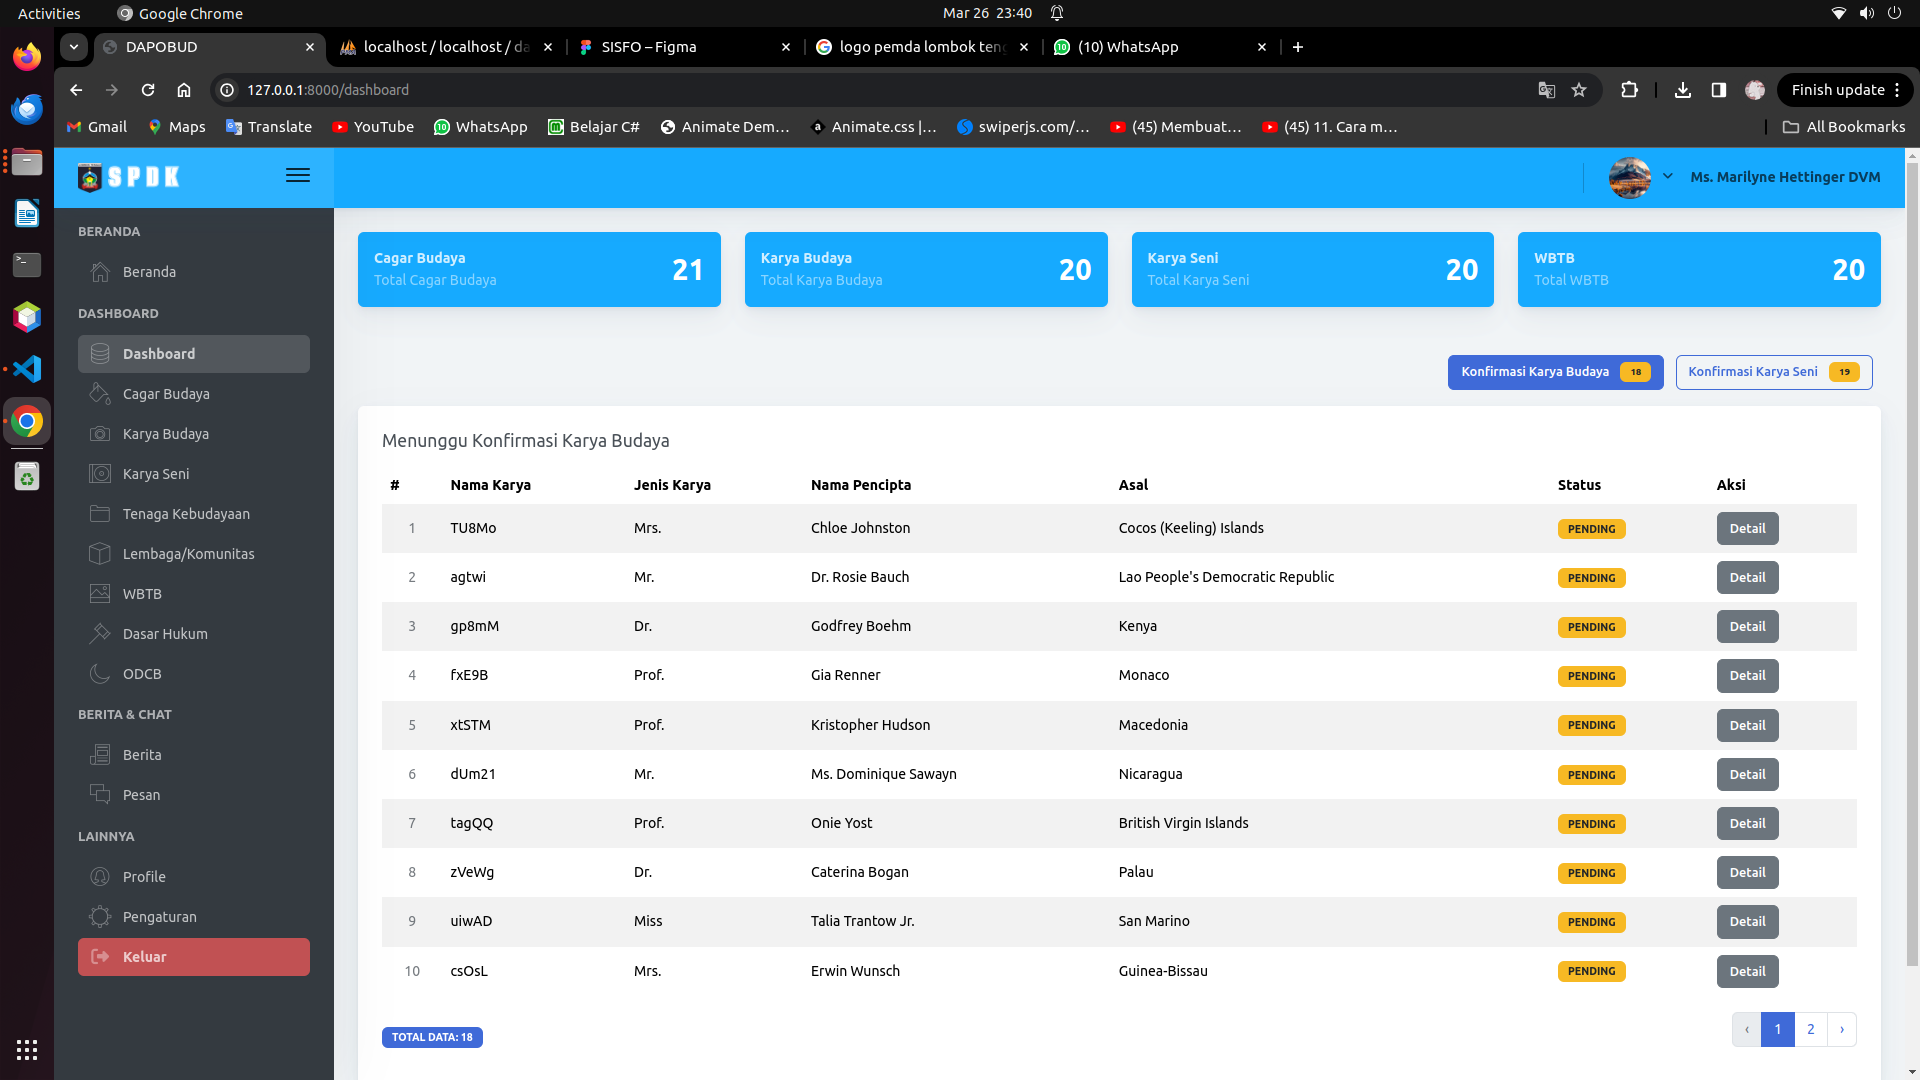 Activities Google Chrome Mar 26 23:40
DAPOBUD localhost / localhost / da SISFO – Figma logo pemda lombok teng (10) WhatsApp
127.0.0.1:8000/dashboard Finish update
Gmail Maps Translate YouTube WhatsApp Belajar C# Animate Dem... Animate.css |... swiperjs.com/... (45) Membuat... (45) 11. Cara m... All Bookmarks
SPDK Ms. Marilyne Hettinger DVM
BERANDA
Beranda
DASHBOARD
Dashboard
Cagar Budaya
Karya Budaya
Karya Seni
Tenaga Kebudayaan
Lembaga/Komunitas
WBTB
Dasar Hukum
ODCB
BERITA & CHAT
Berita
Pesan
LAINNYA
Profile
Pengaturan
Keluar
Cagar Budaya
Total Cagar Budaya
21
Karya Budaya
Total Karya Budaya
20
Karya Seni
Total Karya Seni
20
WBTB
Total WBTB
20
Konfirmasi Karya Budaya 18 Konfirmasi Karya Seni 19
Menunggu Konfirmasi Karya Budaya
# Nama Karya Jenis Karya Nama Pencipta Asal Status Aksi
1 TU8Mo Mrs. Chloe Johnston Cocos (Keeling) Islands PENDING Detail
2 agtwi Mr. Dr. Rosie Bauch Lao People's Democratic Republic PENDING Detail
3 gp8mM Dr. Godfrey Boehm Kenya PENDING Detail
4 fxE9B Prof. Gia Renner Monaco PENDING Detail
5 xtSTM Prof. Kristopher Hudson Macedonia PENDING Detail
6 dUm21 Mr. Ms. Dominique Sawayn Nicaragua PENDING Detail
7 tagQQ Prof. Onie Yost British Virgin Islands PENDING Detail
8 zVeWg Dr. Caterina Bogan Palau PENDING Detail
9 uiwAD Miss Talia Trantow Jr. San Marino PENDING Detail
10 csOsL Mrs. Erwin Wunsch Guinea-Bissau PENDING Detail
TOTAL DATA: 18 ‹ 1 2 ›